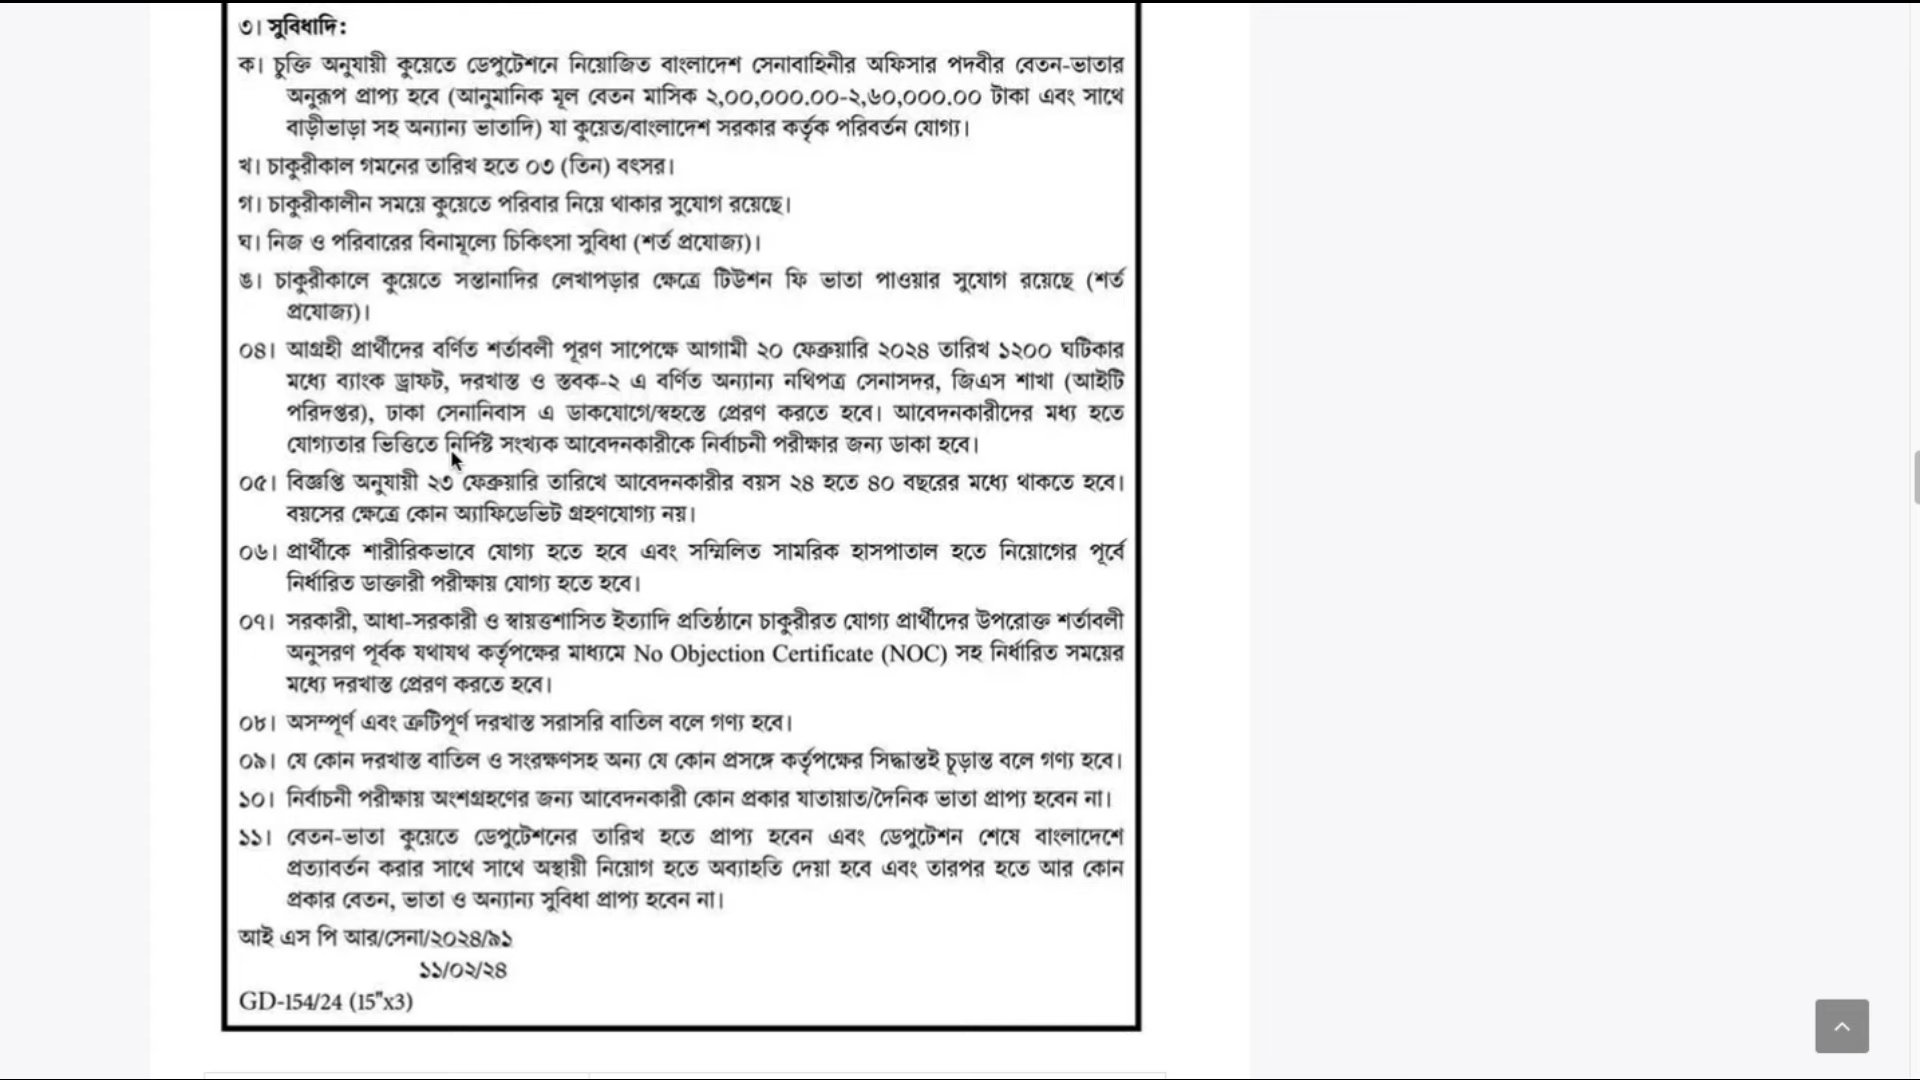 ৩। সুবিধাদি:
ক। চুক্তি অনুযায়ী কুয়েতে ডেপুটেশনে নিয়োজিত বাংলাদেশ সেনাবাহিনীর অফিসার পদবীর বেতন-ভাতার
অনুরূপ প্রাপ্য হবে (আনুমানিক মূল বেতন মাসিক ২,০০,০০০.০০-২,৬০,০০০.০০ টাকা এবং সাথে
বাড়ীভাড়া সহ অন্যান্য ভাতাদি) যা কুয়েত/বাংলাদেশ সরকার কর্তৃক পরিবর্তন যোগ্য।
খ। চাকুরীকাল গমনের তারিখ হতে ০৩ (তিন) বৎসর।
গ। চাকুরীকালীন সময়ে কুয়েতে পরিবার নিয়ে থাকার সুযোগ রয়েছে।
ঘ। নিজ ও পরিবারের বিনামূল্যে চিকিৎসা সুবিধা (শর্ত প্রযোজ্য)।
ঙ। চাকুরীকালে কুয়েতে সন্তানাদির লেখাপড়ার ক্ষেত্রে টিউশন ফি ভাতা পাওয়ার সুযোগ রয়েছে (শর্ত
প্রযোজ্য)।
০৪। আগ্রহী প্রার্থীদের বর্ণিত শর্তাবলী পূরণ সাপেক্ষে আগামী ২০ ফেব্রুয়ারি ২০২৪ তারিখ ১২০০ ঘটিকার
মধ্যে ব্যাংক ড্রাফট, দরখাস্ত ও স্তবক-২ এ বর্ণিত অন্যান্য নথিপত্র সেনাসদর, জিএস শাখা (আইটি
পরিদপ্তর), ঢাকা সেনানিবাস এ ডাকযোগে/স্বহস্তে প্রেরণ করতে হবে। আবেদনকারীদের মধ্য হতে
যোগ্যতার ভিত্তিতে নির্দিষ্ট সংখ্যক আবেদনকারীকে নির্বাচনী পরীক্ষার জন্য ডাকা হবে।
০৫। বিজ্ঞপ্তি অনুযায়ী ২৩ ফেব্রুয়ারি তারিখে আবেদনকারীর বয়স ২৪ হতে ৪০ বছরের মধ্যে থাকতে হবে।
বয়সের ক্ষেত্রে কোন অ্যাফিডেভিট গ্রহণযোগ্য নয়।
০৬। প্রার্থীকে শারীরিকভাবে যোগ্য হতে হবে এবং সম্মিলিত সামরিক হাসপাতাল হতে নিয়োগের পূর্বে
নির্ধারিত ডাক্তারী পরীক্ষায় যোগ্য হতে হবে।
০৭। সরকারী, আধা-সরকারী ও স্বায়ত্তশাসিত ইত্যাদি প্রতিষ্ঠানে চাকুরীরত যোগ্য প্রার্থীদের উপরোক্ত শর্তাবলী
অনুসরণ পূর্বক যথাযথ কর্তৃপক্ষের মাধ্যমে No Objection Certificate (NOC) সহ নির্ধারিত সময়ের
মধ্যে দরখাস্ত প্রেরণ করতে হবে।
০৮। অসম্পূর্ণ এবং ত্রুটিপূর্ণ দরখাস্ত সরাসরি বাতিল বলে গণ্য হবে।
০৯। যে কোন দরখাস্ত বাতিল ও সংরক্ষণসহ অন্য যে কোন প্রসঙ্গে কর্তৃপক্ষের সিদ্ধান্তই চূড়ান্ত বলে গণ্য হবে।
১০। নির্বাচনী পরীক্ষায় অংশগ্রহণের জন্য আবেদনকারী কোন প্রকার যাতায়াত/দৈনিক ভাতা প্রাপ্য হবেন না।
১১। বেতন-ভাতা কুয়েতে ডেপুটেশনের তারিখ হতে প্রাপ্য হবেন এবং ডেপুটেশন শেষে বাংলাদেশে
প্রত্যাবর্তন করার সাথে সাথে অস্থায়ী নিয়োগ হতে অব্যাহতি দেয়া হবে এবং তারপর হতে আর কোন
প্রকার বেতন, ভাতা ও অন্যান্য সুবিধা প্রাপ্য হবেন না।
আই এস পি আর/সেনা/২০২৪/৯১
১১/০২/২৪
GD-154/24 (15"x3)